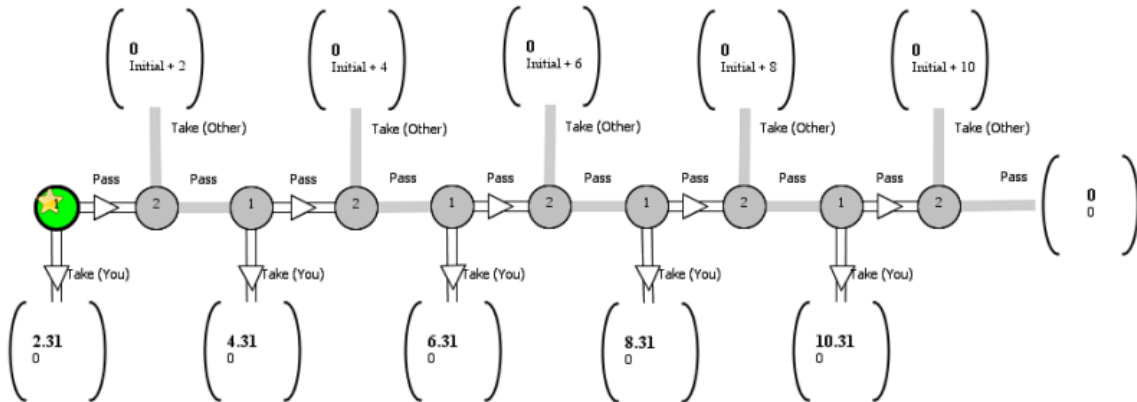 0
Initial + 2
0
Initial + 4
0
Initial + 6
0
Initial + 8
0
Initial + 10
Take (Other)
Take (Other)
Take (Other)
Take (Other)
Take (Other)
Pass
Pass
Pass
Pass
Pass
Pass
Pass
Pass
Pass
Pass
1
2
1
2
1
2
1
2
1
2
0
0
Take (You)
Take (You)
Take (You)
Take (You)
Take (You)
2.31
0
4.31
0
6.31
0
8.31
0
10.31
0